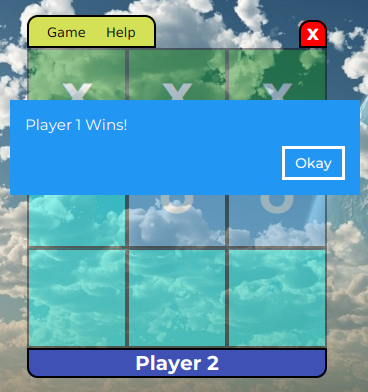 Game Help
X
X X X
Player 1 Wins!
Okay
O O
Player 2